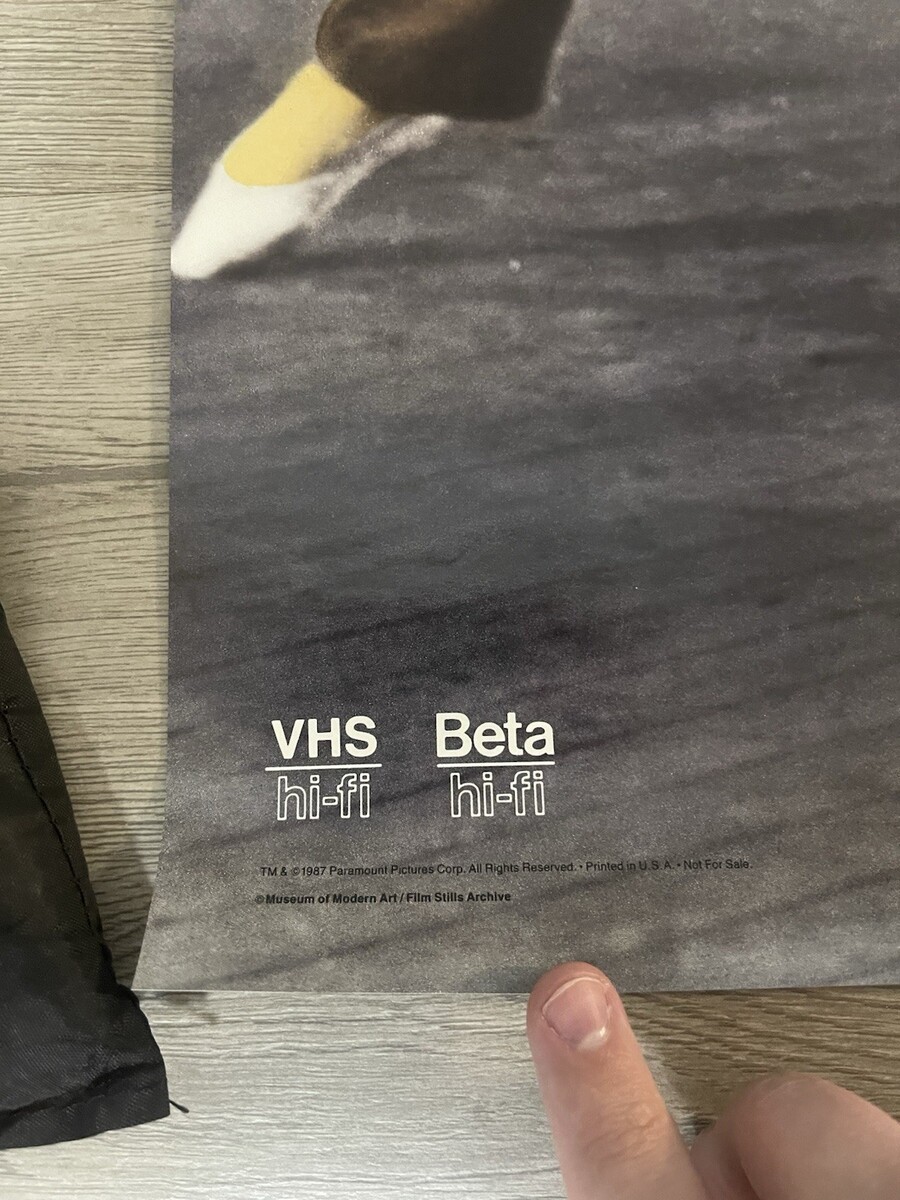 VHS Beta
hi-fi hi-fi
TM & ©1987 Paramount Pictures Corp. All Rights Reserved. • Printed in U.S.A. • Not For Sale.
©Museum of Modern Art / Film Stills Archive